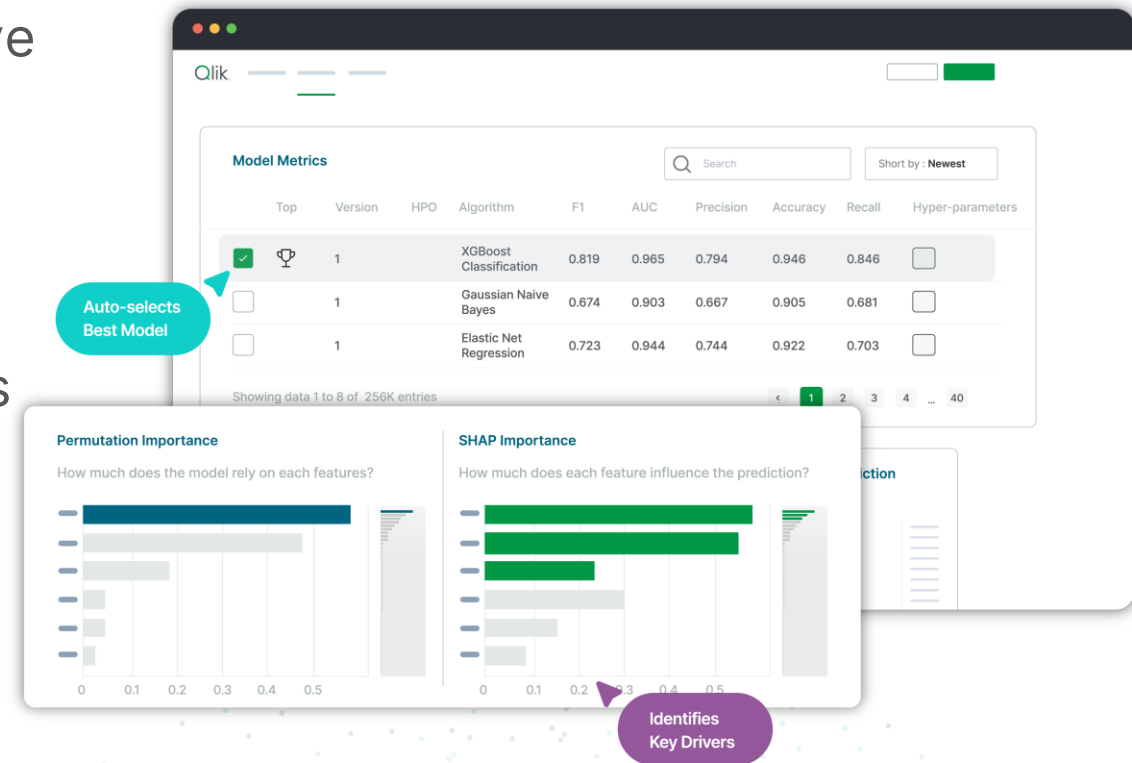 Qlik
Model Metrics
Search
Short by : Newest
Top Version HPO Algorithm F1 AUC Precision Accuracy Recall Hyper-parameters
1 XGBoost Classification 0.819 0.965 0.794 0.946 0.846
1 Gaussian Naive Bayes 0.674 0.903 0.667 0.905 0.681
1 Elastic Net Regression 0.723 0.944 0.744 0.922 0.703
Auto-selects
Best Model
Showing data 1 to 8 of 256K entries
‹ 1 2 3 4 ... 40
Permutation Importance
How much does the model rely on each features?
0 0.1 0.2 0.3 0.4 0.5
SHAP Importance
How much does each feature influence the prediction?
0 0.1 0.2 0.3 0.4 0.5
Identifies
Key Drivers